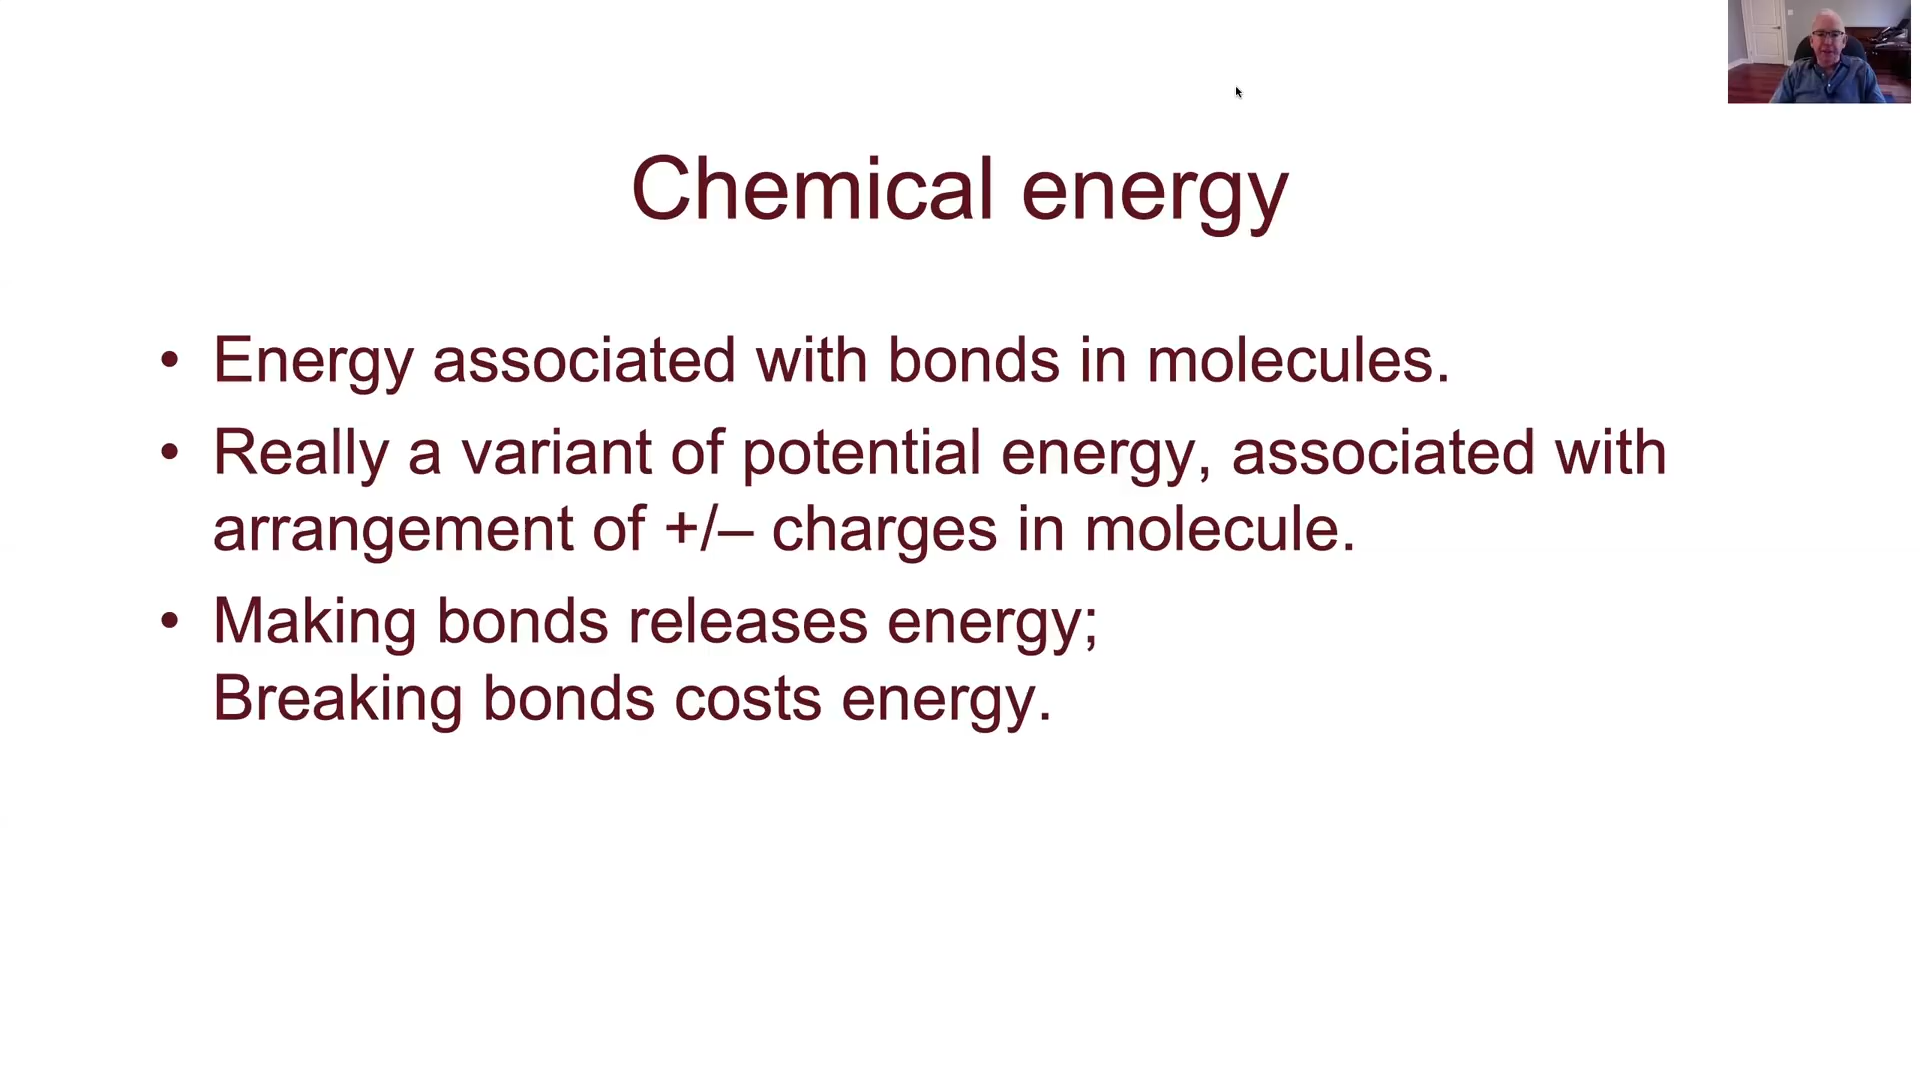 Chemical energy
• Energy associated with bonds in molecules.
• Really a variant of potential energy, associated with
arrangement of +/– charges in molecule.
• Making bonds releases energy;
Breaking bonds costs energy.